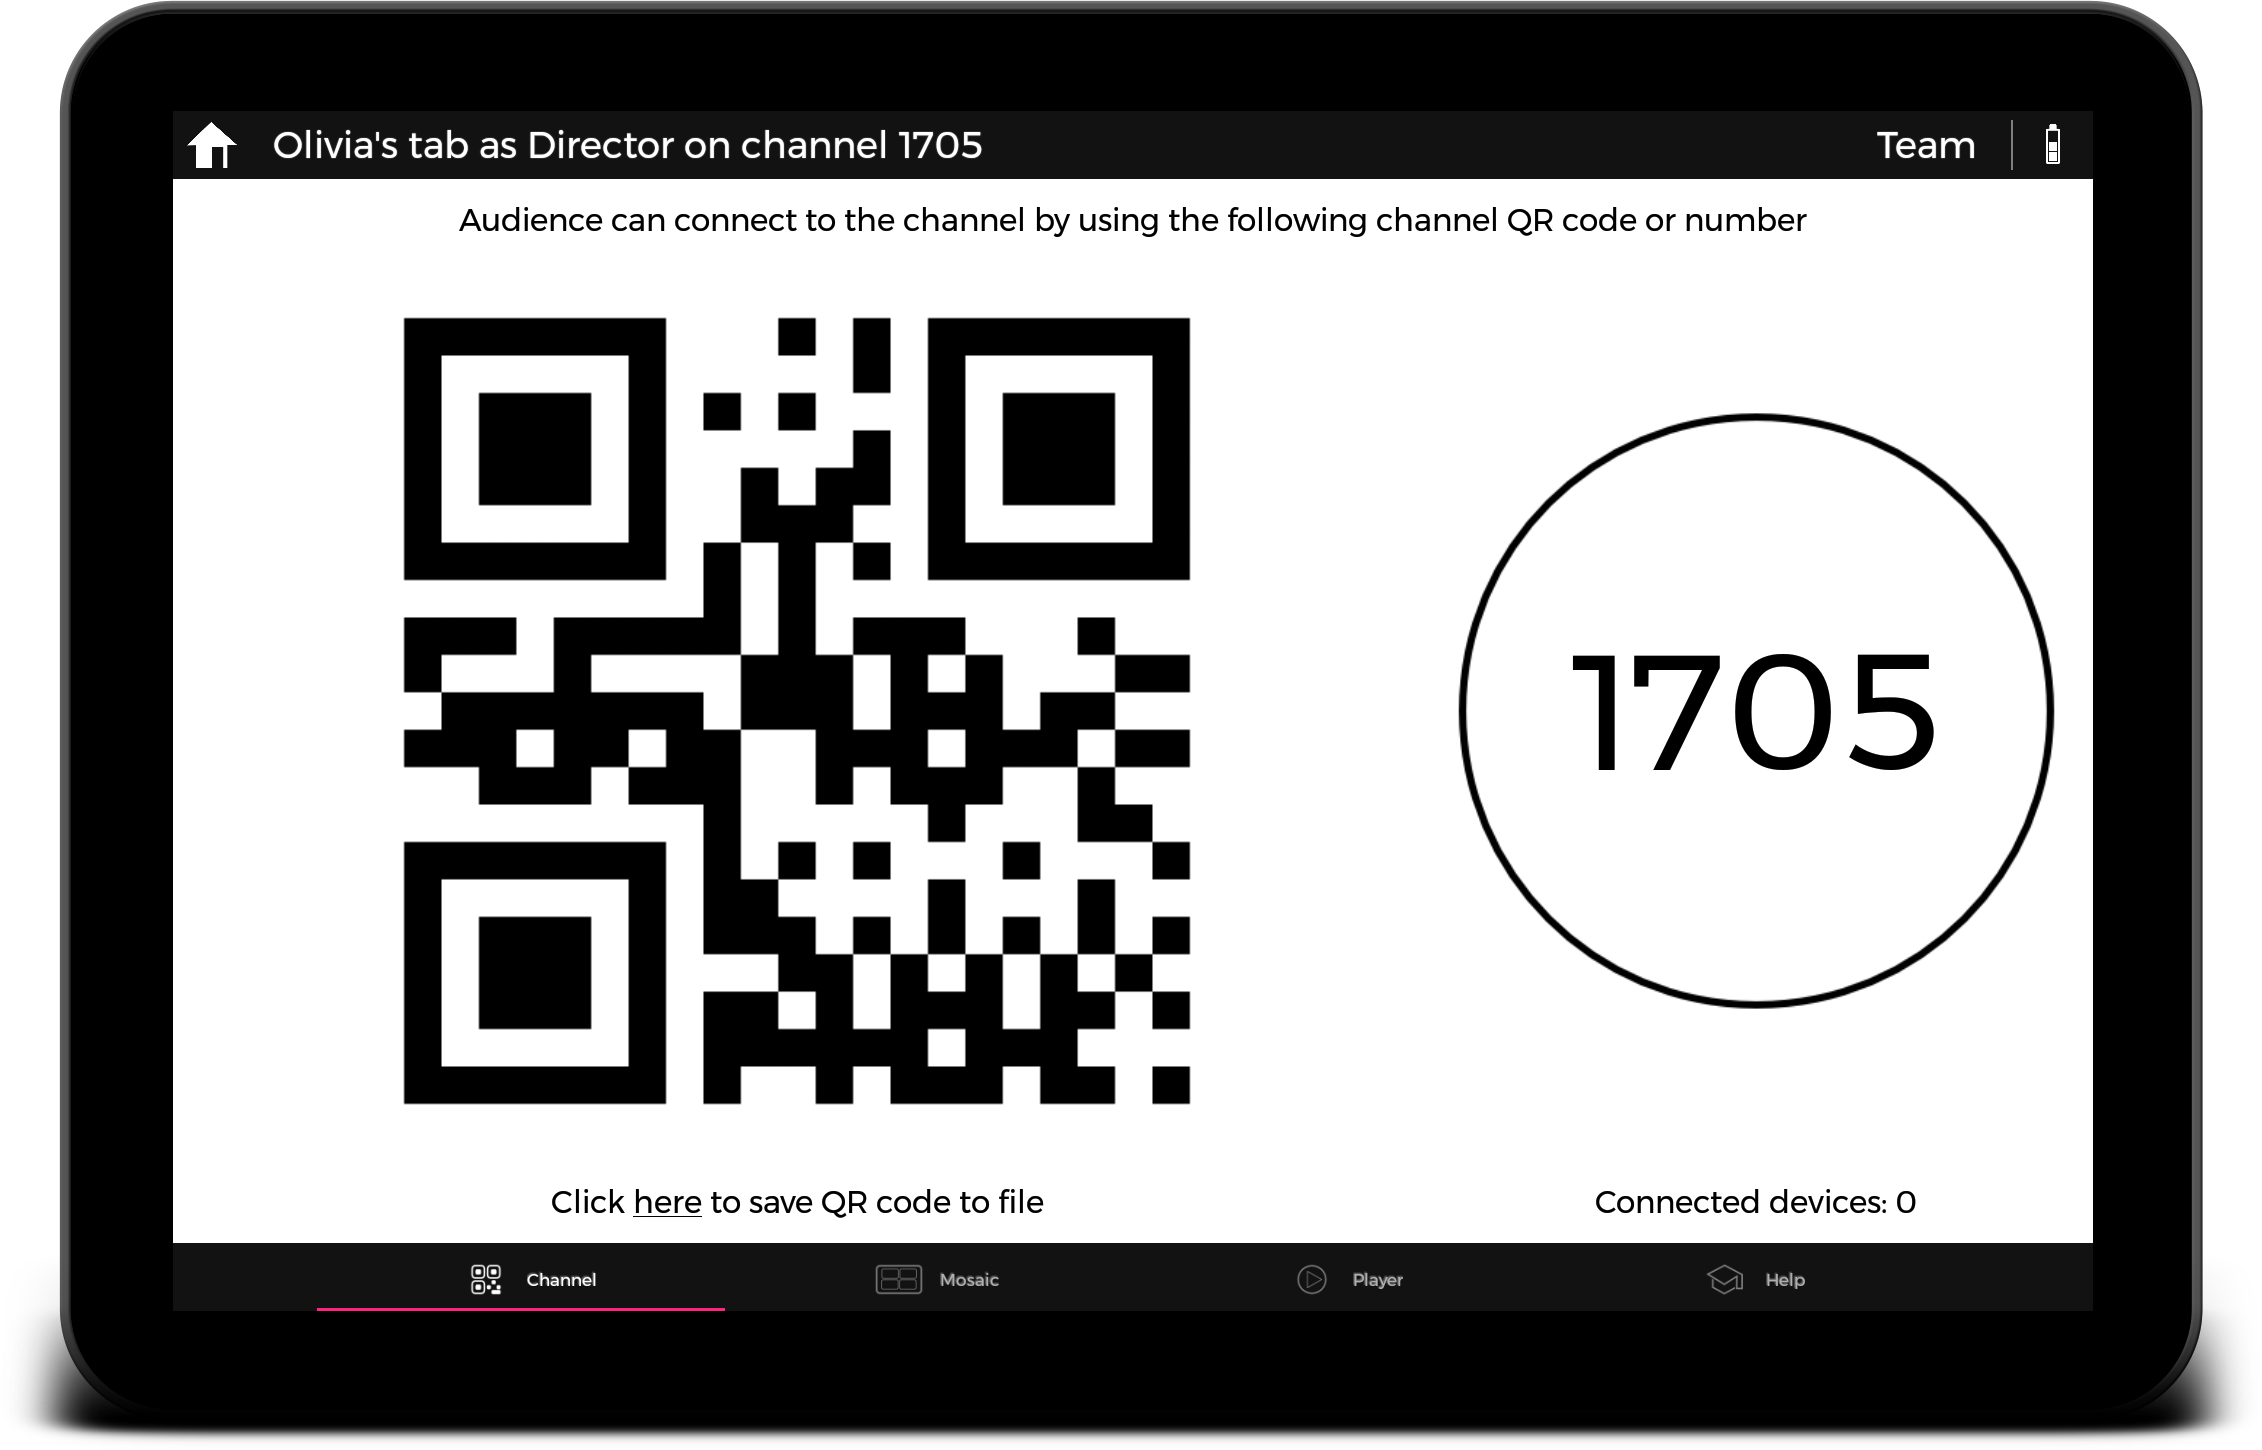 Olivia's tab as Director on channel 1705
Team
Audience can connect to the channel by using the following channel QR code or number
1705
Click here to save QR code to file
Connected devices: 0
Channel
Mosaic
Player
Help